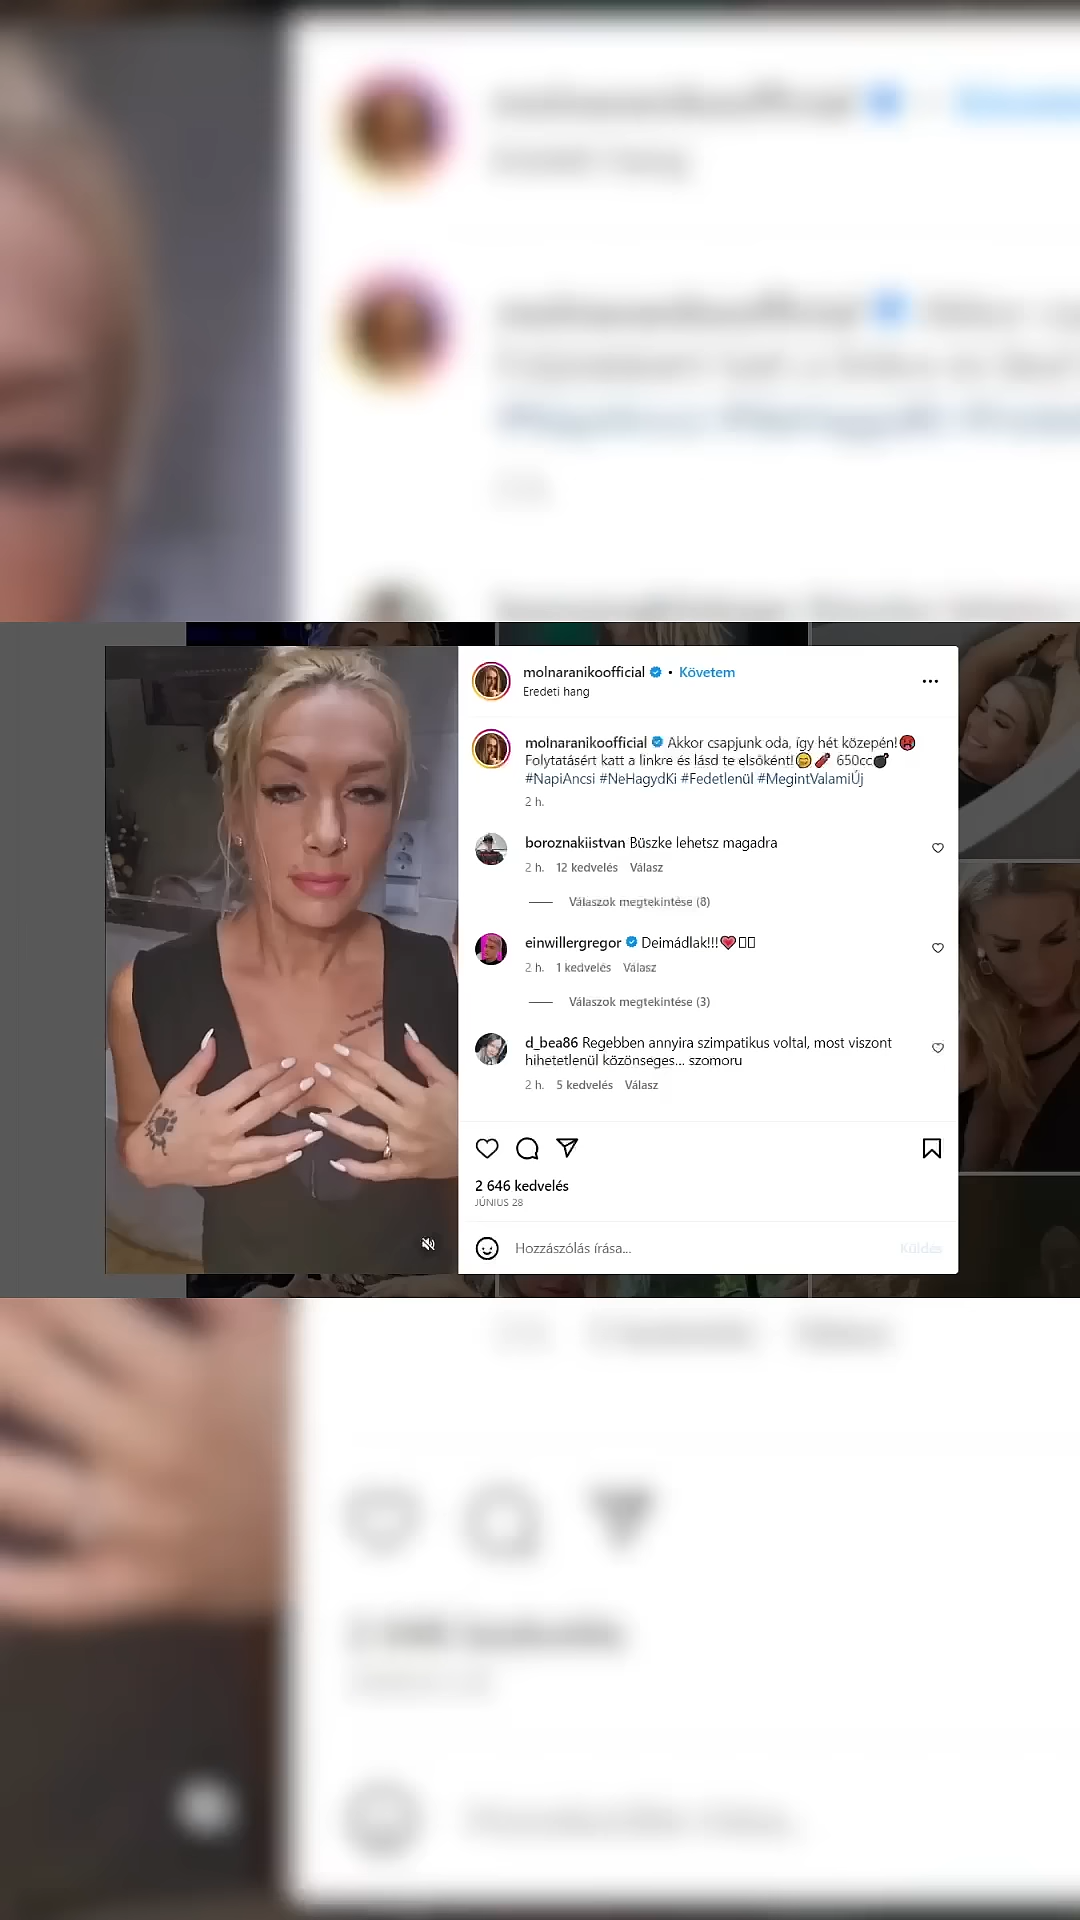 molnaranikoofficial • Követem
Eredeti hang
molnaranikoofficial Akkor csapjunk oda, így hét közepén!😡
Folytatásért katt a linkre és lásd te elsőként!🤭🧨 650cc💣
#NapiAncsi #NeHagydKi #Fedetlenül #MegintValamiÚj
2 h.
boroznakiistvan Büszke lehetsz magadra
2 h. 12 kedvelés Válasz
Válaszok megtekintése (8)
einwillergregor Deimádlak!!!💗▯▯
2 h. 1 kedvelés Válasz
Válaszok megtekintése (3)
d_bea86 Regebben annyira szimpatikus voltal, most viszont
hihetetlenül közönseges... szomoru
2 h. 5 kedvelés Válasz
2 646 kedvelés
JÚNIUS 28
Hozzászólás írása...
Küldés